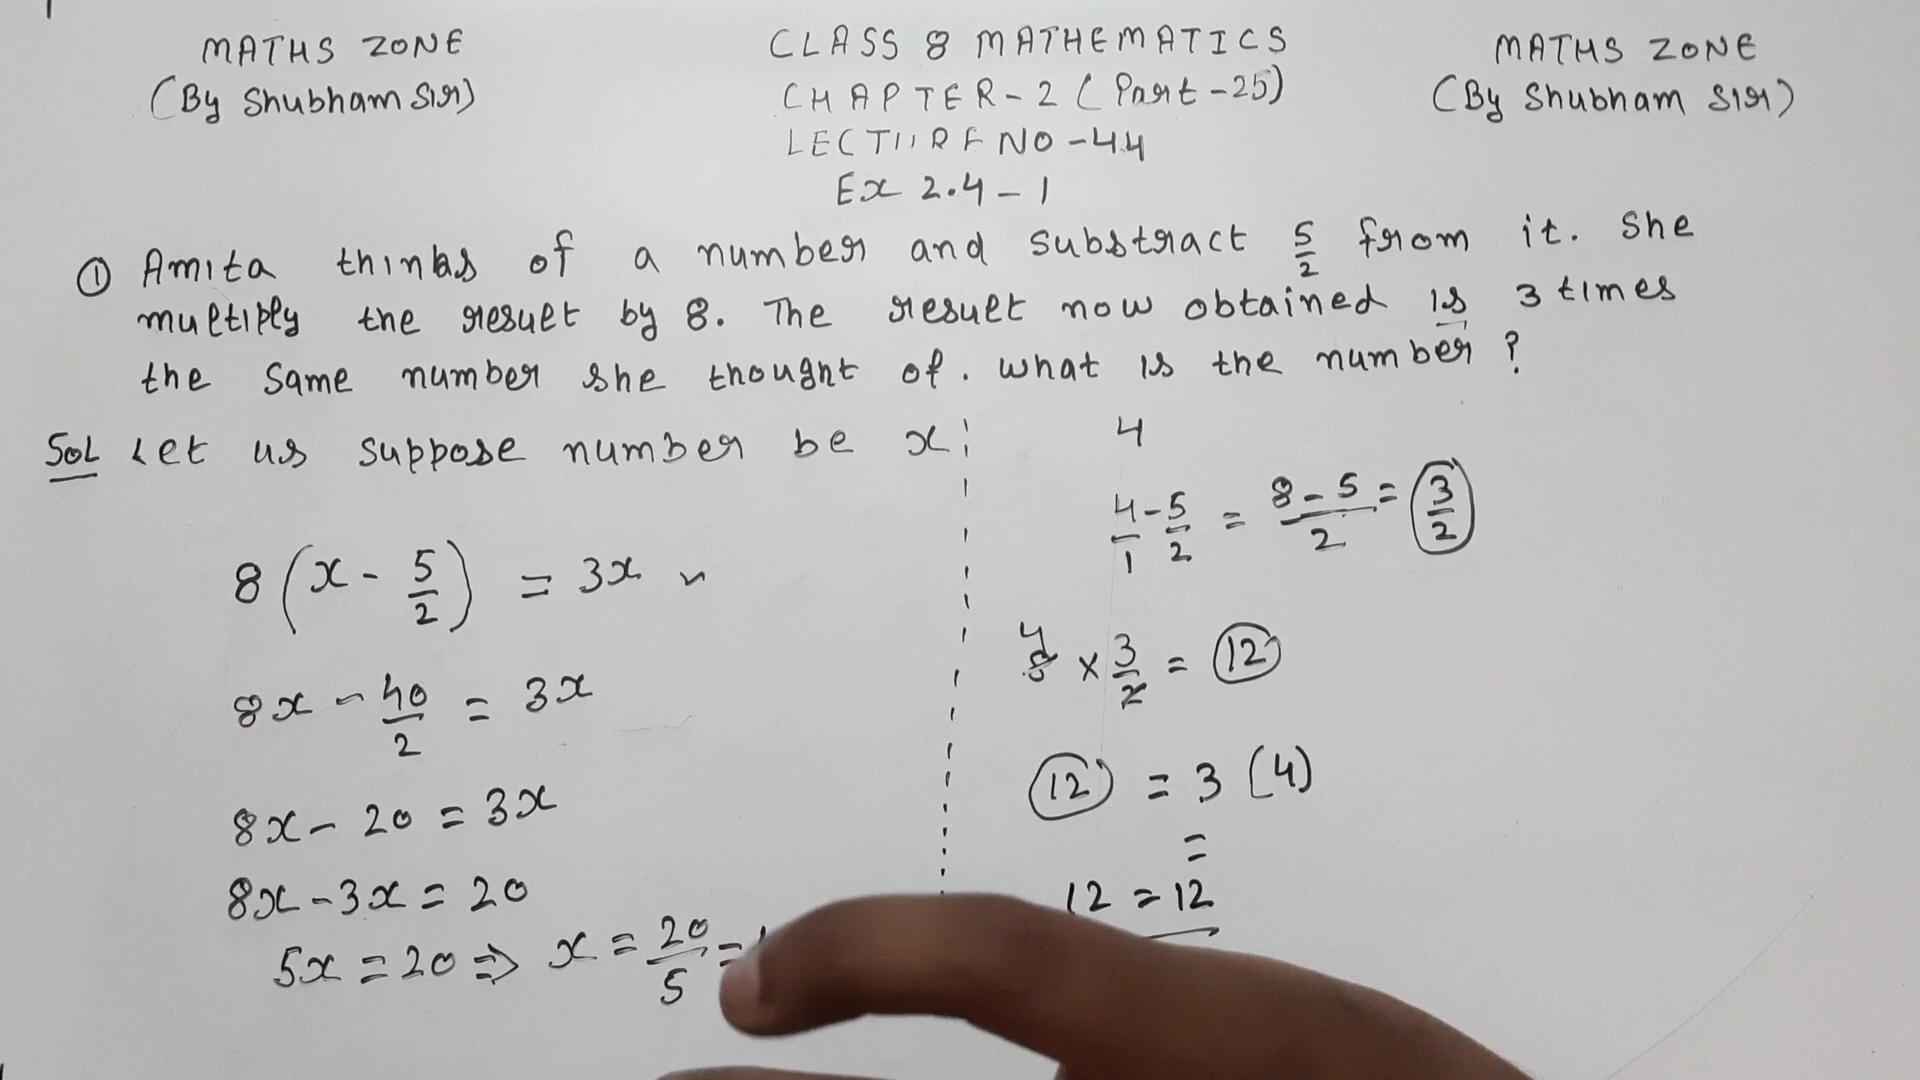 MATHS ZONE
(By Shubham Sir)
CLASS 8 MATHEMATICS
CHAPTER-2 (Part-25)
LECTURE NO-44
Ex 2.4-1
MATHS ZONE
(By Shubham Sir)
① Amita thinks of a number and substract 5/2 from it. She
multiply the result by 8. The result now obtained is 3 times
the same number she thought of. What is the number?
Sol Let us suppose number be x
8(x - 5/2) = 3x
8x - 40/2 = 3x
8x - 20 = 3x
8x - 3x = 20
5x = 20 ⇒ x = 20/5 =
4
4/1 - 5/2 = 8-5/2 = 3/2
4
8 × 3/2 = 12
12 = 3(4)
=
12 = 12